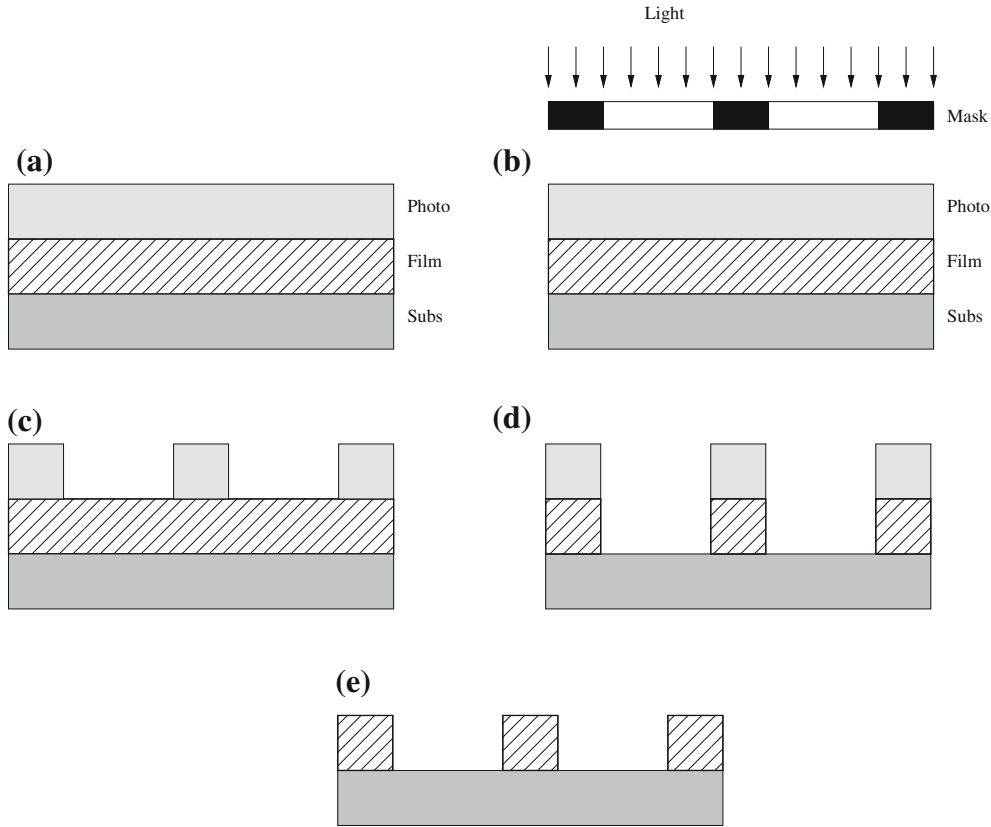 Light
Mask
(a)
(b)
Photo
Photo
Film
Film
Subs
Subs
(c)
(d)
(e)